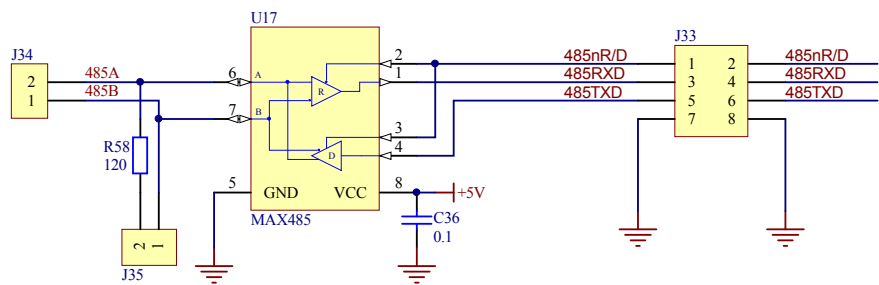 U17
J34
2
1
485A
485B
6
7
A
B
R
D
2
1
3
4
485nR/D
485RXD
485TXD
J33
1 2
3 4
5 6
7 8
485nR/D
485RXD
485TXD
R58
120
5
GND
VCC
8
+5V
MAX485
C36
0.1
2
1
J35